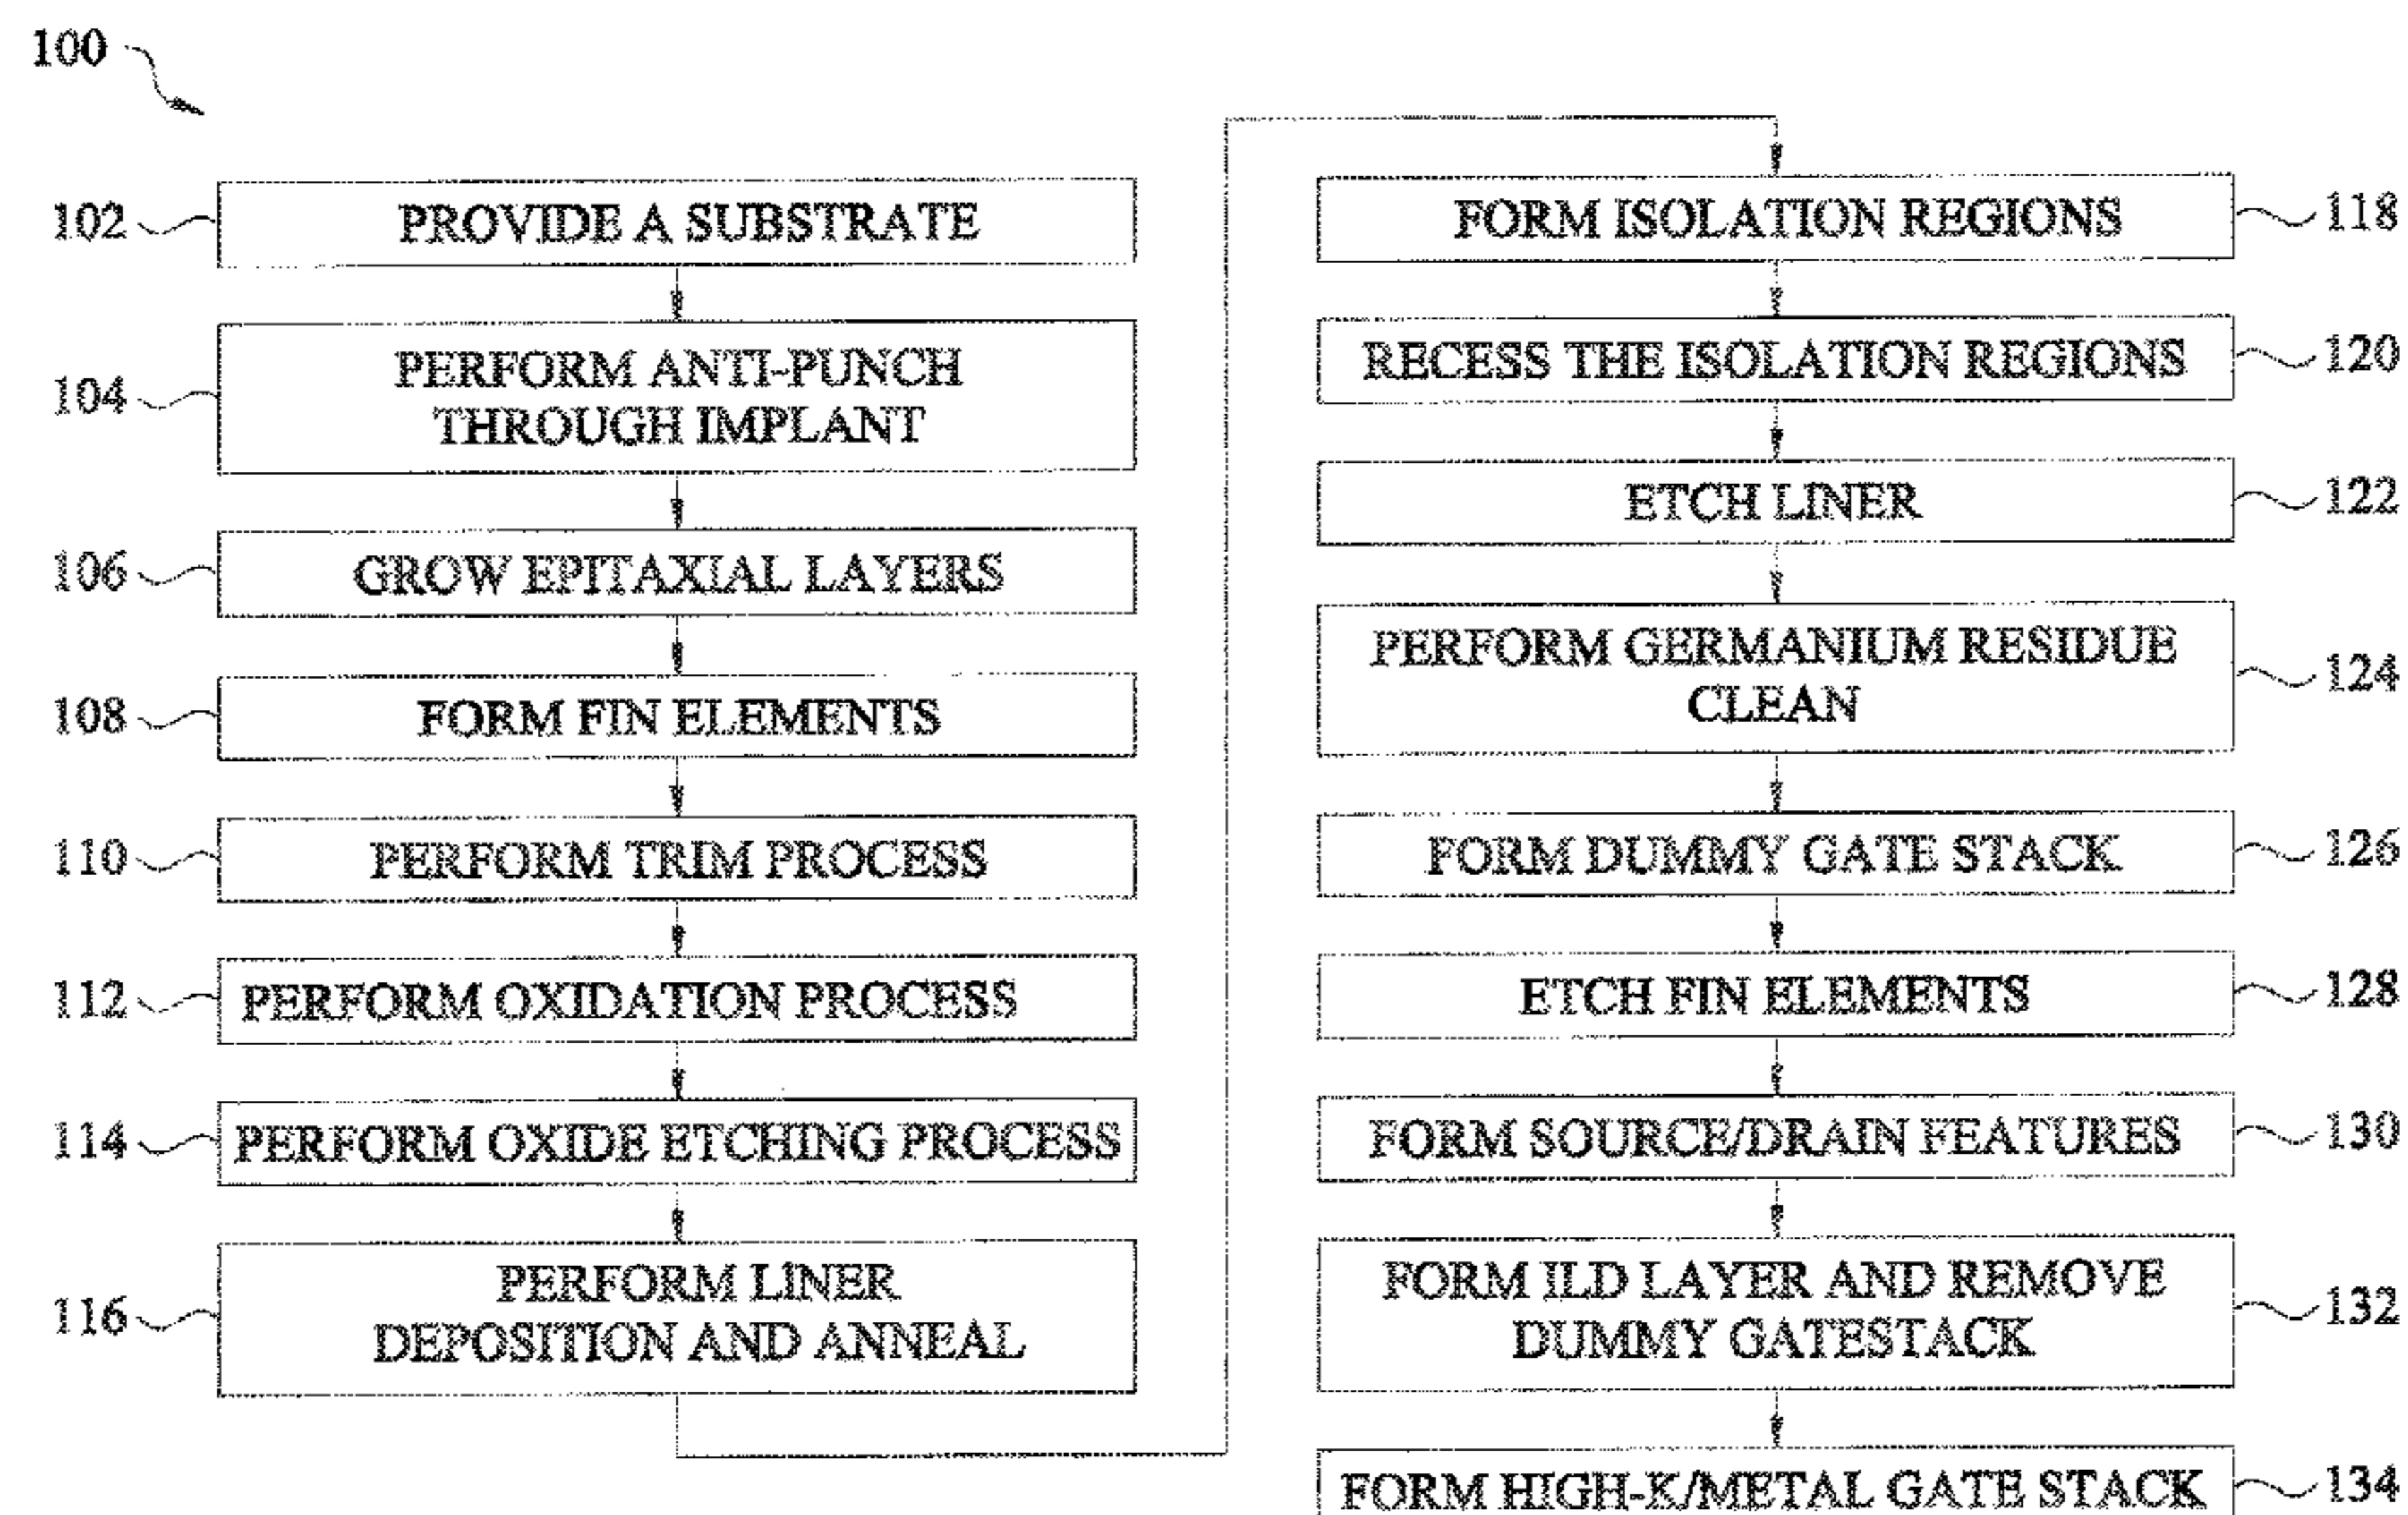 100
102
PROVIDE A SUBSTRATE
104
PERFORM ANTI-PUNCH
THROUGH IMPLANT
106
GROW EPITAXIAL LAYERS
108
FORM FIN ELEMENTS
110
PERFORM TRIM PROCESS
112
PERFORM OXIDATION PROCESS
114
PERFORM OXIDE ETCHING PROCESS
116
PERFORM LINER
DEPOSITION AND ANNEAL
FORM ISOLATION REGIONS
118
RECESS THE ISOLATION REGIONS
120
ETCH LINER
122
PERFORM GERMANIUM RESIDUE
CLEAN
124
FORM DUMMY GATE STACK
126
ETCH FIN ELEMENTS
128
FORM SOURCE/DRAIN FEATURES
130
FORM ILD LAYER AND REMOVE
DUMMY GATESTACK
132
FORM HIGH-K/METAL GATE STACK
134